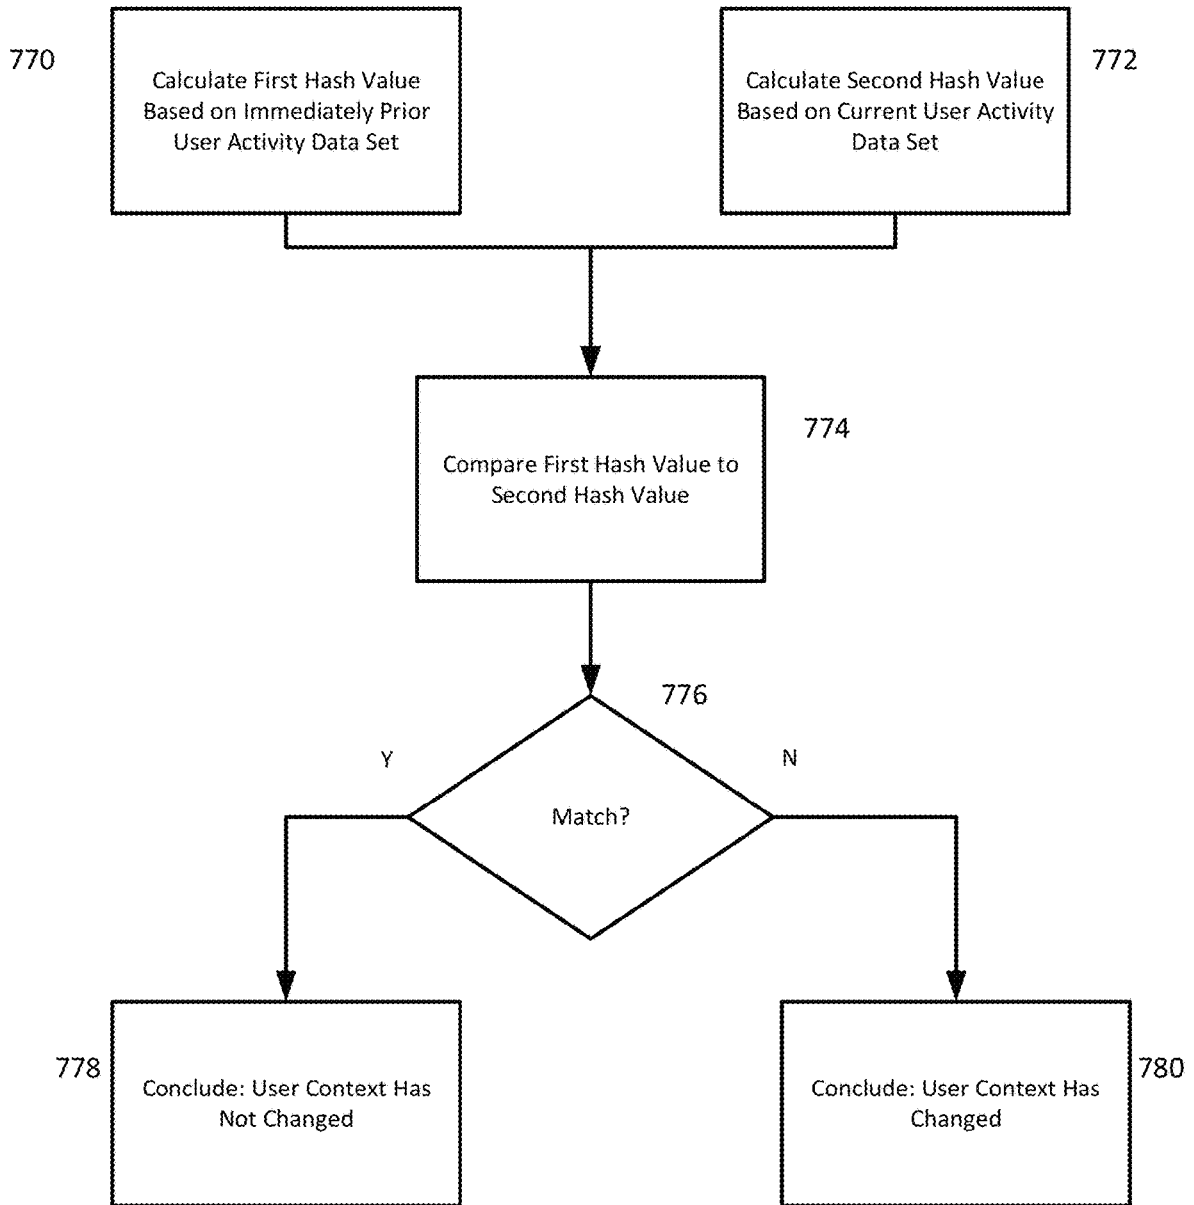 770
Calculate First Hash Value
Based on Immediately Prior
User Activity Data Set
Calculate Second Hash Value
Based on Current User Activity
Data Set
772
Compare First Hash Value to
Second Hash Value
774
776
Y
N
Match?
778
Conclude: User Context Has
Not Changed
Conclude: User Context Has
Changed
780